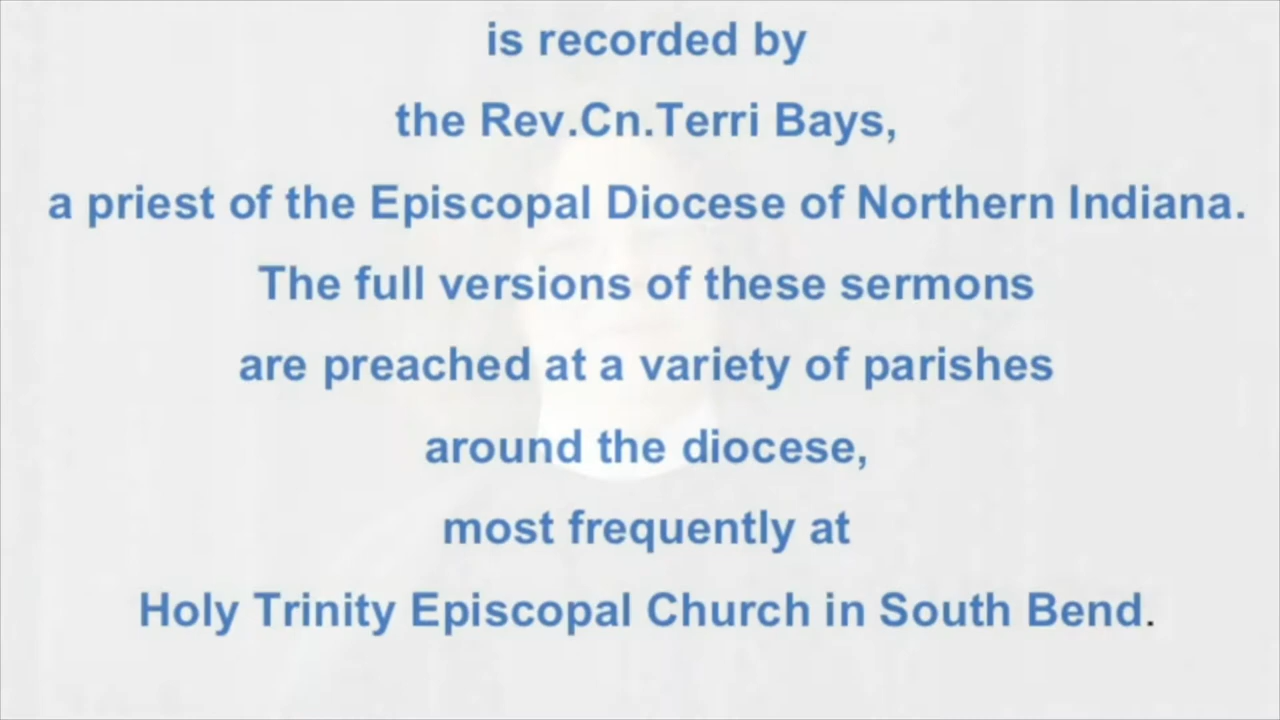 is recorded by
the Rev.Cn.Terri Bays,
a priest of the Episcopal Diocese of Northern Indiana.
The full versions of these sermons
are preached at a variety of parishes
around the diocese,
most frequently at
Holy Trinity Episcopal Church in South Bend.